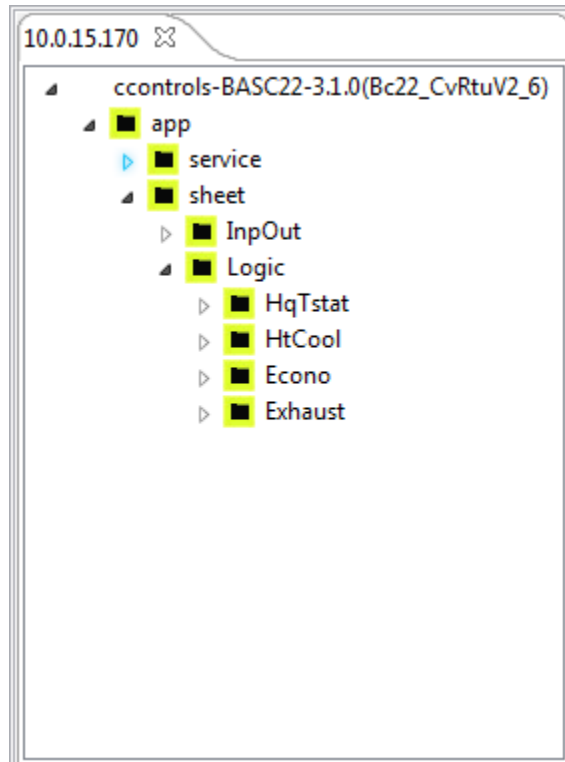 10.0.15.170
ccontrols-BASC22-3.1.0(Bc22_CvRtuV2_6)
app
service
sheet
InpOut
Logic
HqTstat
HtCool
Econo
Exhaust